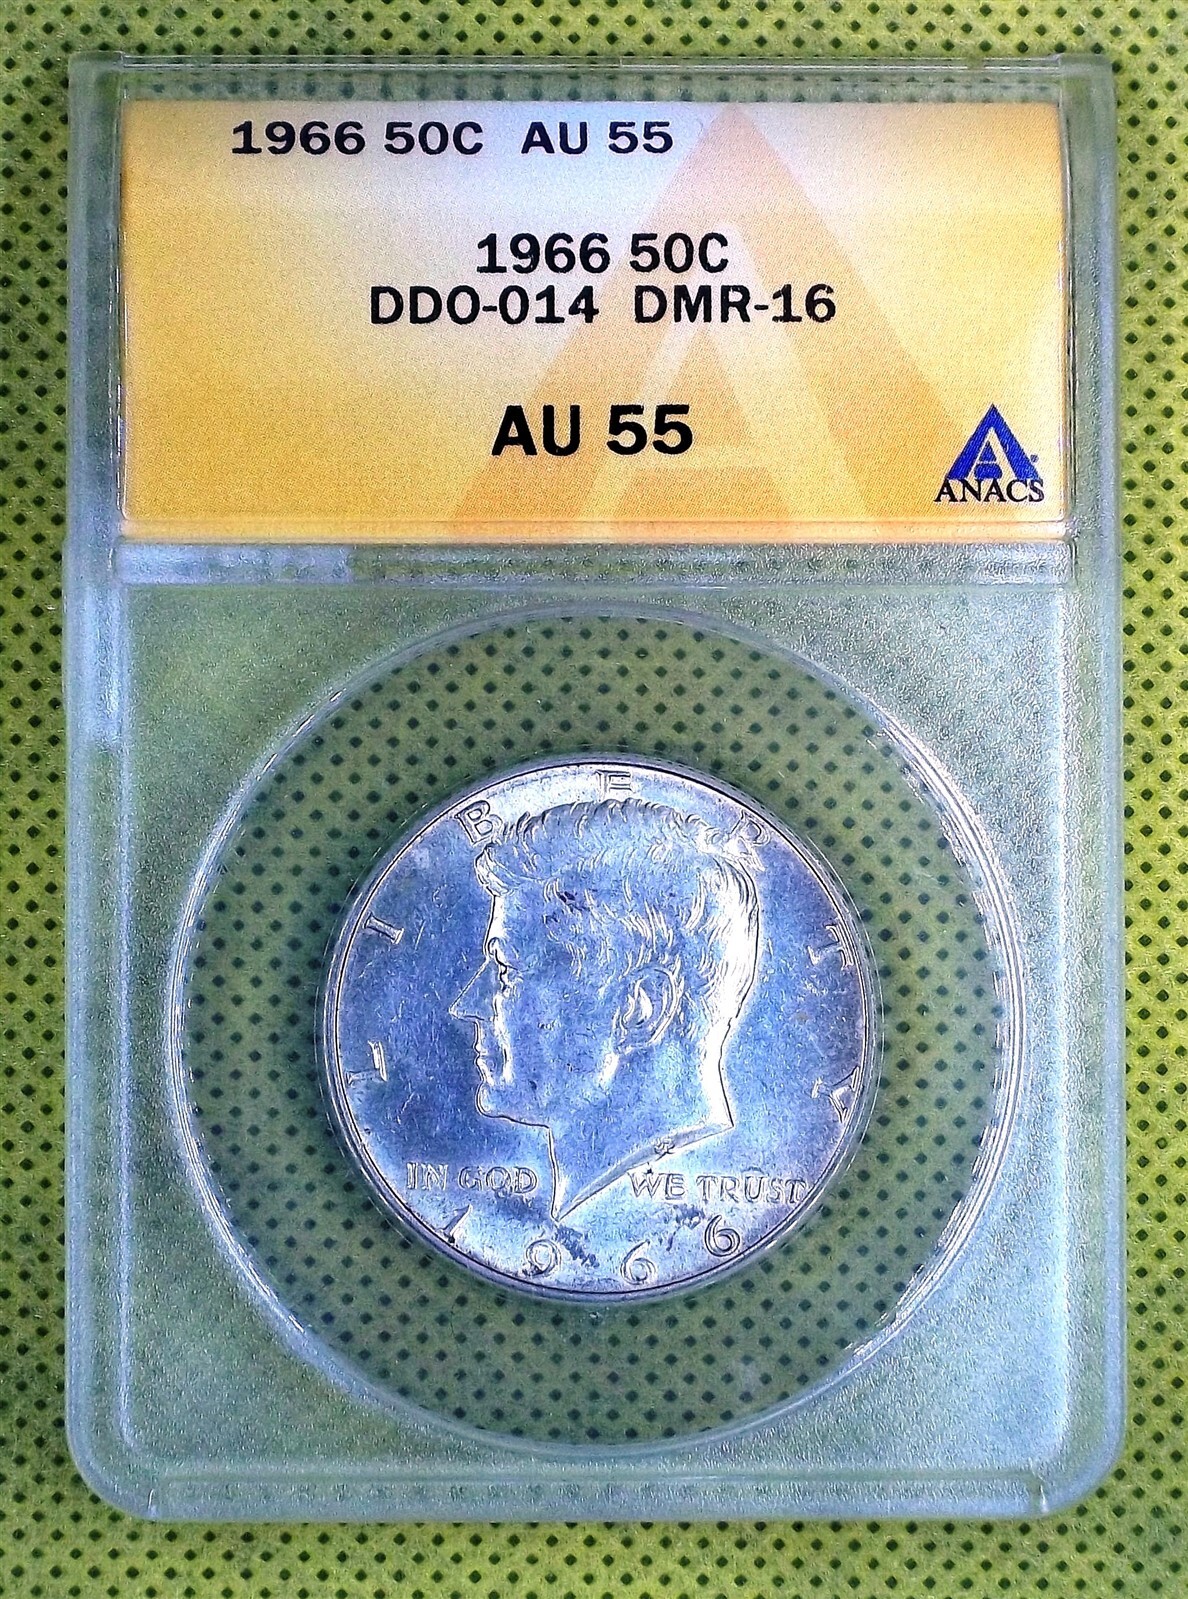 1966 50C AU 55
1966 50C
DDO-014 DMR-16
AU 55
ANACS
LIBERTY
IN GOD WE TRUST
1966